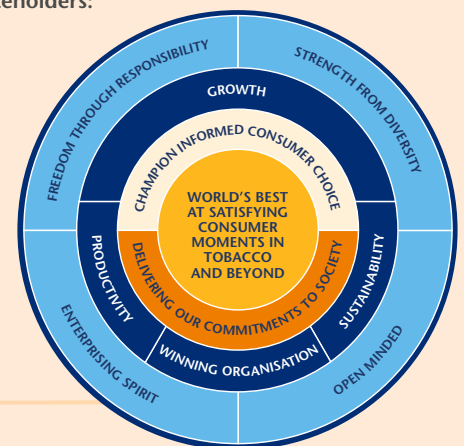 eholders:
FREEDOM THROUGH RESPONSIBILITY
STRENGTH FROM DIVERSITY
GROWTH
CHAMPION INFORMED CONSUMER CHOICE
WORLD'S BEST
AT SATISFYING
CONSUMER
MOMENTS IN
TOBACCO
AND BEYOND
DELIVERING OUR COMMITMENTS TO SOCIETY
PRODUCTIVITY
SUSTAINABILITY
WINNING ORGANISATION
ENTERPRISING SPIRIT
OPEN MINDED